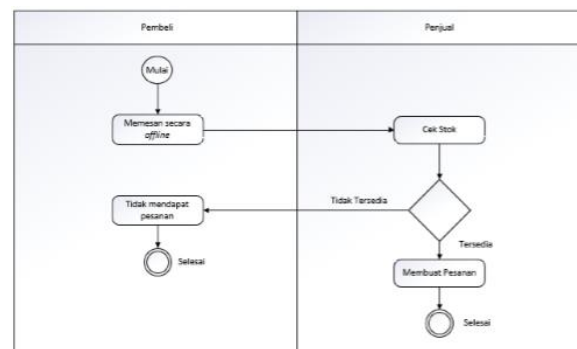 Pembeli
Penjual
Mulai
Memesan secara
offline
Cek Stok
Tidak mendapat
pesanan
Tidak Tersedia
Tersedia
Selesai
Membuat Pesanan
Selesai